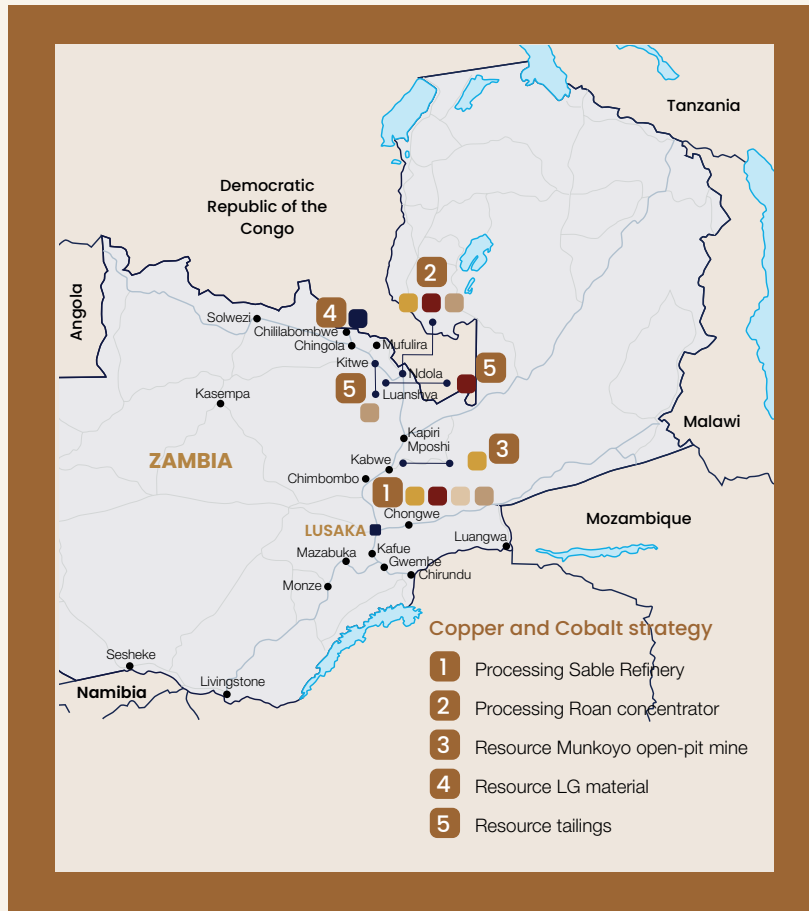 Tanzania
Democratic
Republic of the
Congo
Angola
2
4
Solwezi
Chililabombwe
Chingola
Mufulira
Kitwe
Ndola
5
5
Luanshya
Kasempa
Kapiri
Mposhi
Malawi
ZAMBIA
Kabwe
3
Chimbombo
1
Chongwe
Mozambique
LUSAKA
Luangwa
Mazabuka
Kafue
Gwembe
Chirundu
Monze
Copper and Cobalt strategy
Sesheke
1 Processing Sable Refinery
Livingstone
Namibia
2 Processing Roan concentrator
3 Resource Munkoyo open-pit mine
4 Resource LG material
5 Resource tailings